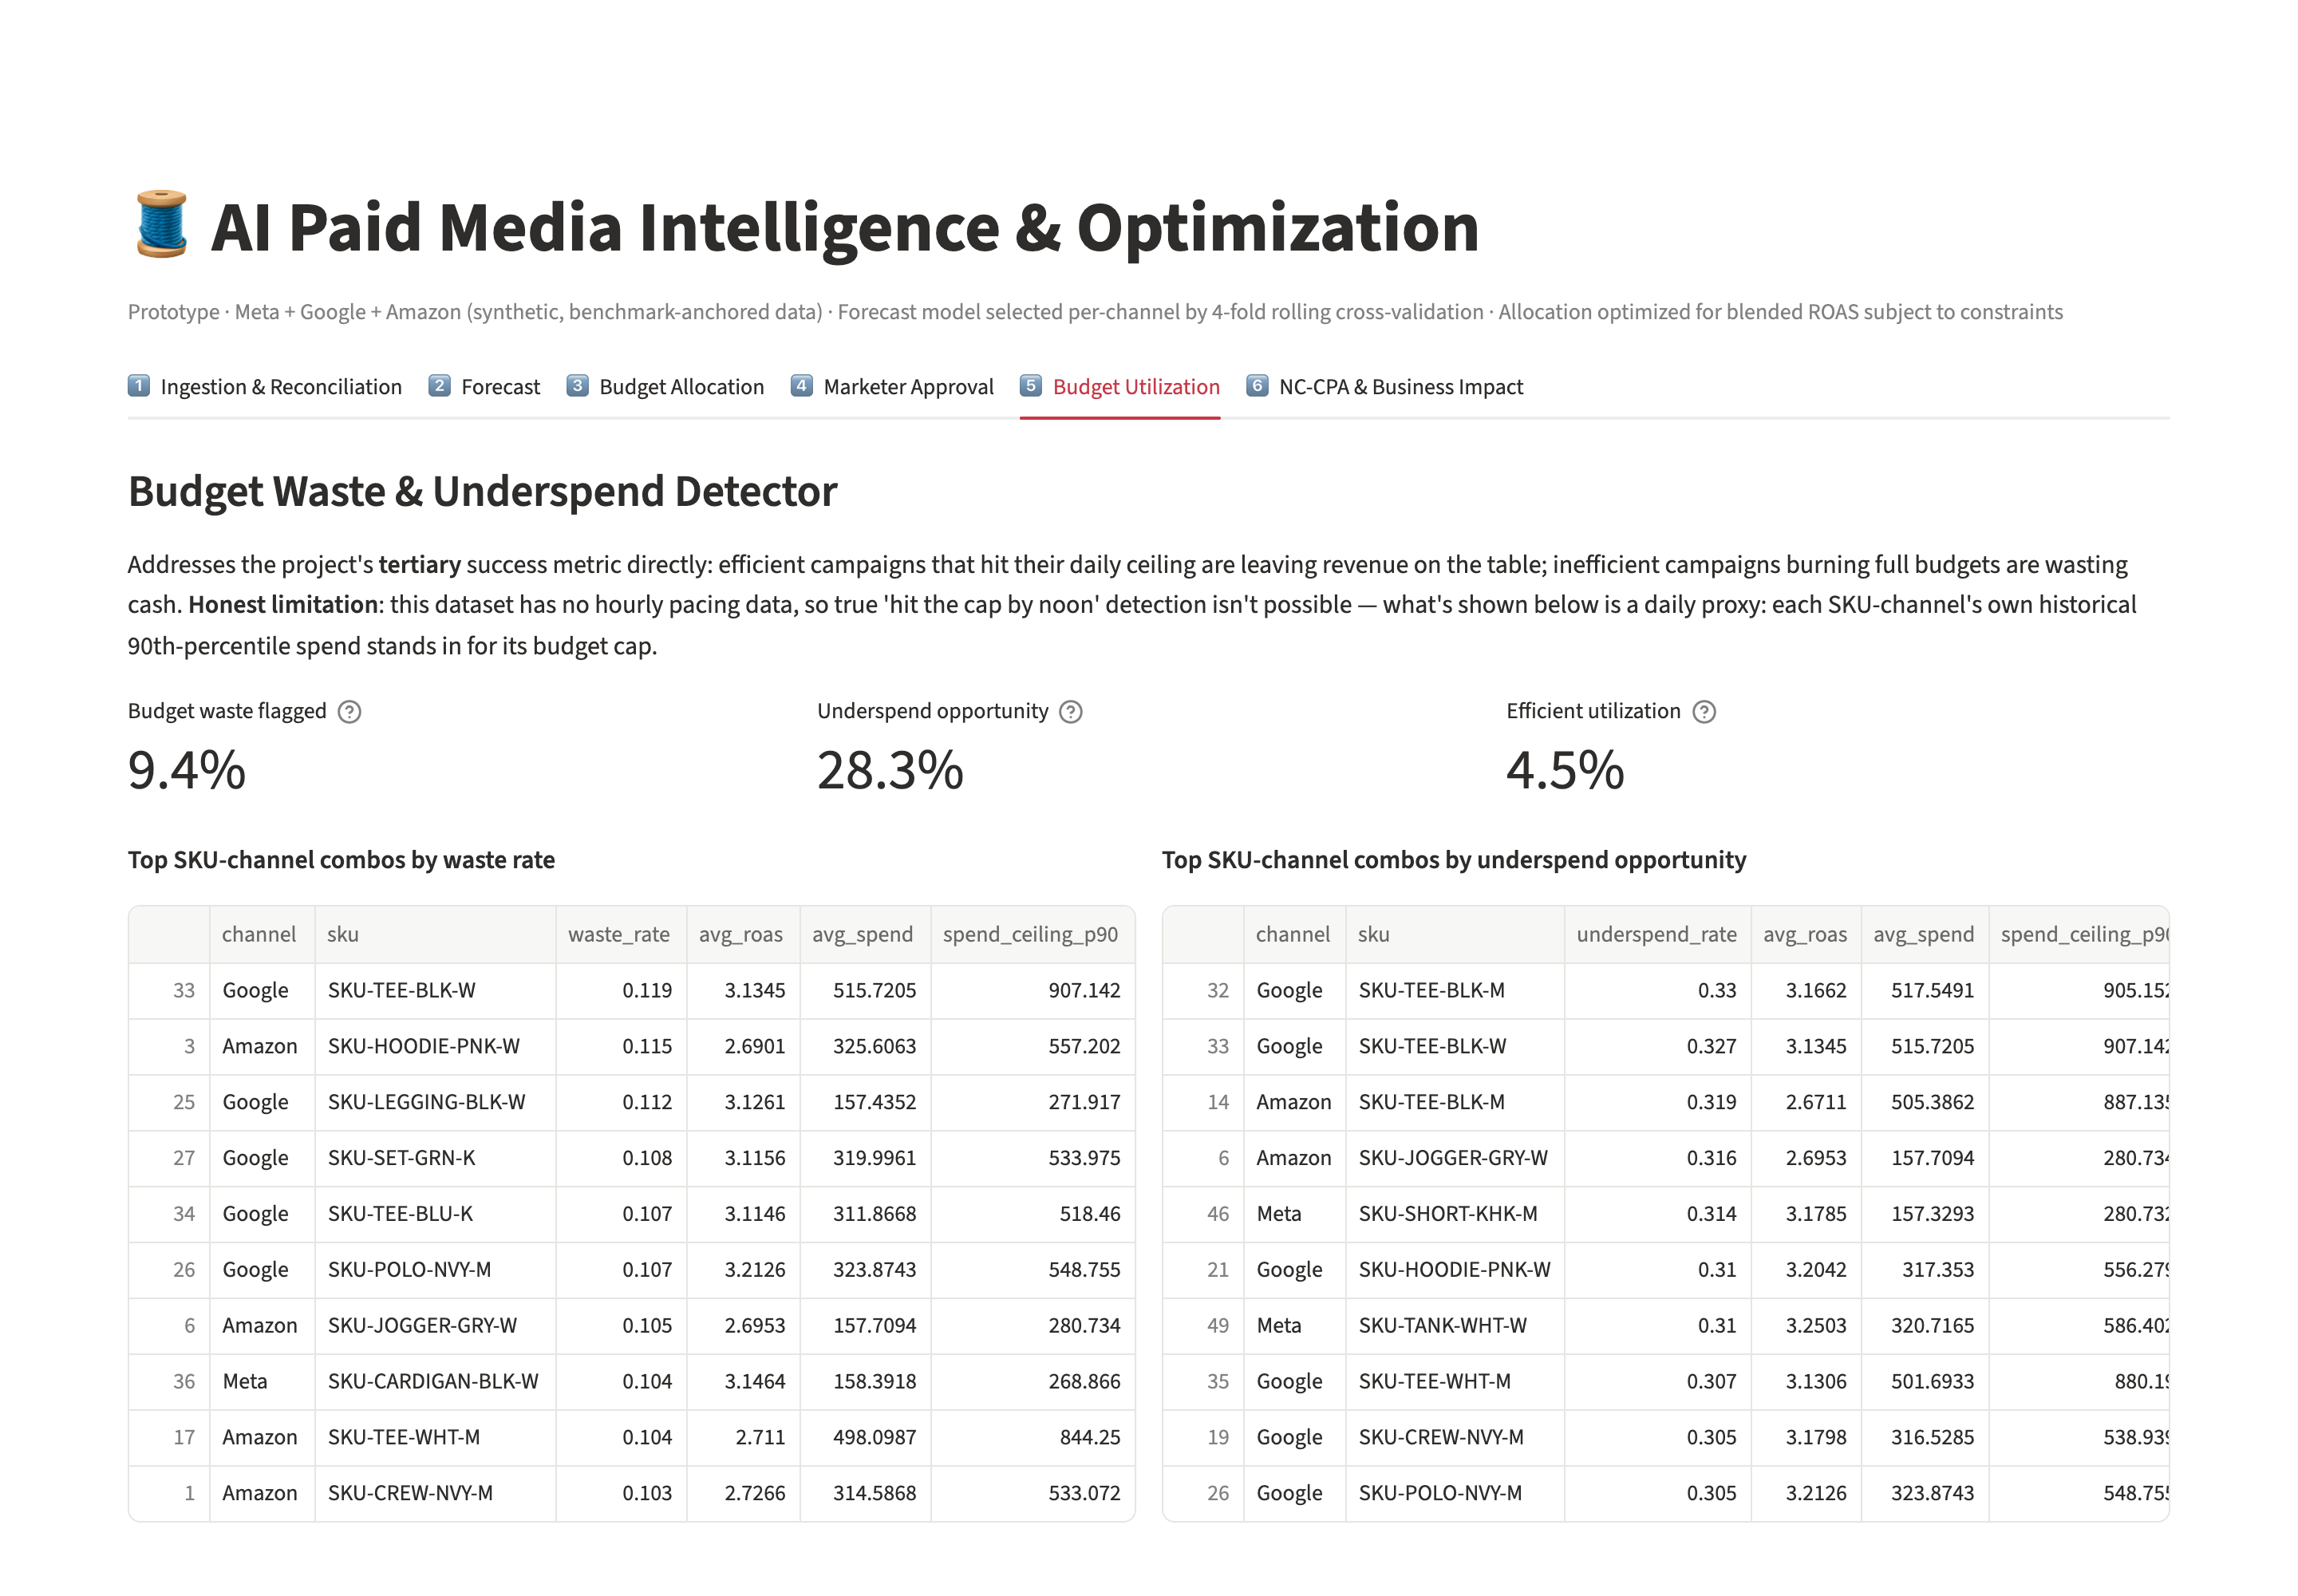 AI Paid Media Intelligence & Optimization
Prototype · Meta + Google + Amazon (synthetic, benchmark-anchored data) · Forecast model selected per-channel by 4-fold rolling cross-validation · Allocation optimized for blended ROAS subject to constraints
1 Ingestion & Reconciliation 2 Forecast 3 Budget Allocation 4 Marketer Approval 5 Budget Utilization 6 NC-CPA & Business Impact
Budget Waste & Underspend Detector
Addresses the project's tertiary success metric directly: efficient campaigns that hit their daily ceiling are leaving revenue on the table; inefficient campaigns burning full budgets are wasting
cash. Honest limitation: this dataset has no hourly pacing data, so true 'hit the cap by noon' detection isn't possible — what's shown below is a daily proxy: each SKU-channel's own historical
90th-percentile spend stands in for its budget cap.
Budget waste flagged ? Underspend opportunity ? Efficient utilization ?
9.4% 28.3% 4.5%
Top SKU-channel combos by waste rate
channel sku waste_rate avg_roas avg_spend spend_ceiling_p90
33 Google SKU-TEE-BLK-W 0.119 3.1345 515.7205 907.142
3 Amazon SKU-HOODIE-PNK-W 0.115 2.6901 325.6063 557.202
25 Google SKU-LEGGING-BLK-W 0.112 3.1261 157.4352 271.917
27 Google SKU-SET-GRN-K 0.108 3.1156 319.9961 533.975
34 Google SKU-TEE-BLU-K 0.107 3.1146 311.8668 518.46
26 Google SKU-POLO-NVY-M 0.107 3.2126 323.8743 548.755
6 Amazon SKU-JOGGER-GRY-W 0.105 2.6953 157.7094 280.734
36 Meta SKU-CARDIGAN-BLK-W 0.104 3.1464 158.3918 268.866
17 Amazon SKU-TEE-WHT-M 0.104 2.711 498.0987 844.25
1 Amazon SKU-CREW-NVY-M 0.103 2.7266 314.5868 533.072
Top SKU-channel combos by underspend opportunity
channel sku underspend_rate avg_roas avg_spend spend_ceiling_p90
32 Google SKU-TEE-BLK-M 0.33 3.1662 517.5491 905.152
33 Google SKU-TEE-BLK-W 0.327 3.1345 515.7205 907.142
14 Amazon SKU-TEE-BLK-M 0.319 2.6711 505.3862 887.135
6 Amazon SKU-JOGGER-GRY-W 0.316 2.6953 157.7094 280.734
46 Meta SKU-SHORT-KHK-M 0.314 3.1785 157.3293 280.732
21 Google SKU-HOODIE-PNK-W 0.31 3.2042 317.353 556.279
49 Meta SKU-TANK-WHT-W 0.31 3.2503 320.7165 586.402
35 Google SKU-TEE-WHT-M 0.307 3.1306 501.6933 880.19
19 Google SKU-CREW-NVY-M 0.305 3.1798 316.5285 538.939
26 Google SKU-POLO-NVY-M 0.305 3.2126 323.8743 548.755